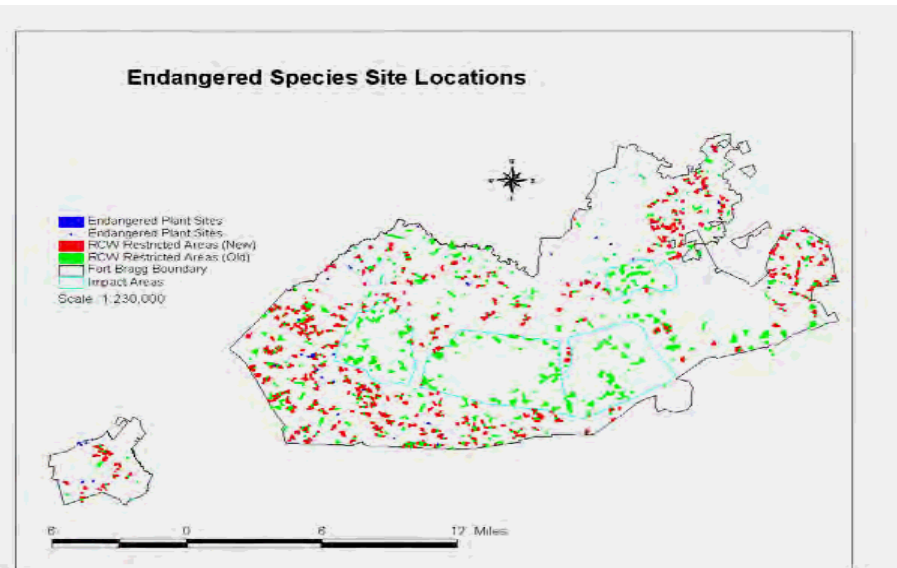 Endangered Species Site Locations
Endangered Plant Sites
Endangered Plant Sites
RCW Restricted Areas (New)
RCW Restricted Areas (Old)
Fort Bragg Boundary
Impact Areas
Scale 1:230,000
6 0 6 12 Miles